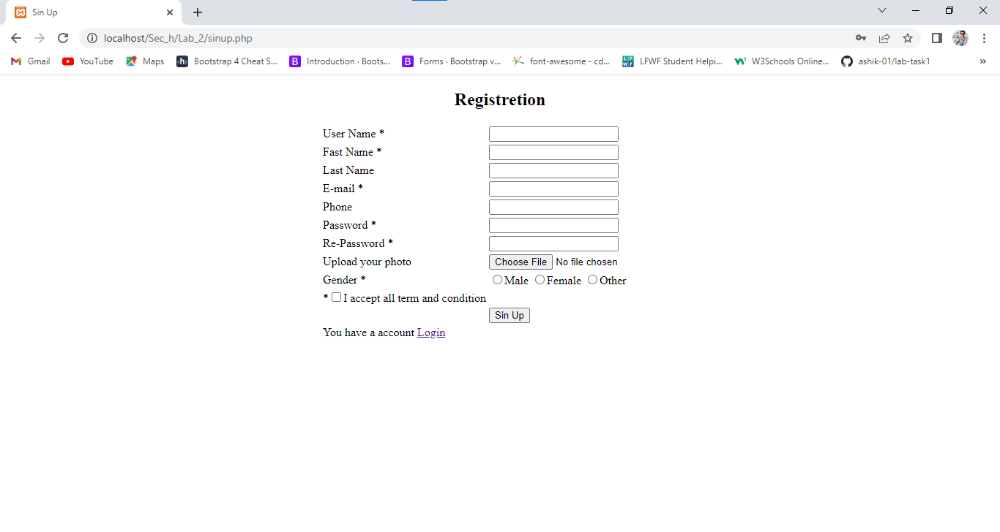 Sin Up
localhost/Sec_h/Lab_2/sinup.php
Gmail YouTube Maps Bootstrap 4 Cheat S... Introduction · Boots... Forms · Bootstrap v... font-awesome - cd... LFWF Student Helpi... W3Schools Online... ashik-01/lab-task1 »
Registretion
User Name *
Fast Name *
Last Name
E-mail *
Phone
Password *
Re-Password *
Upload your photo Choose File No file chosen
Gender * Male Female Other
* I accept all term and condition
Sin Up
You have a account Login